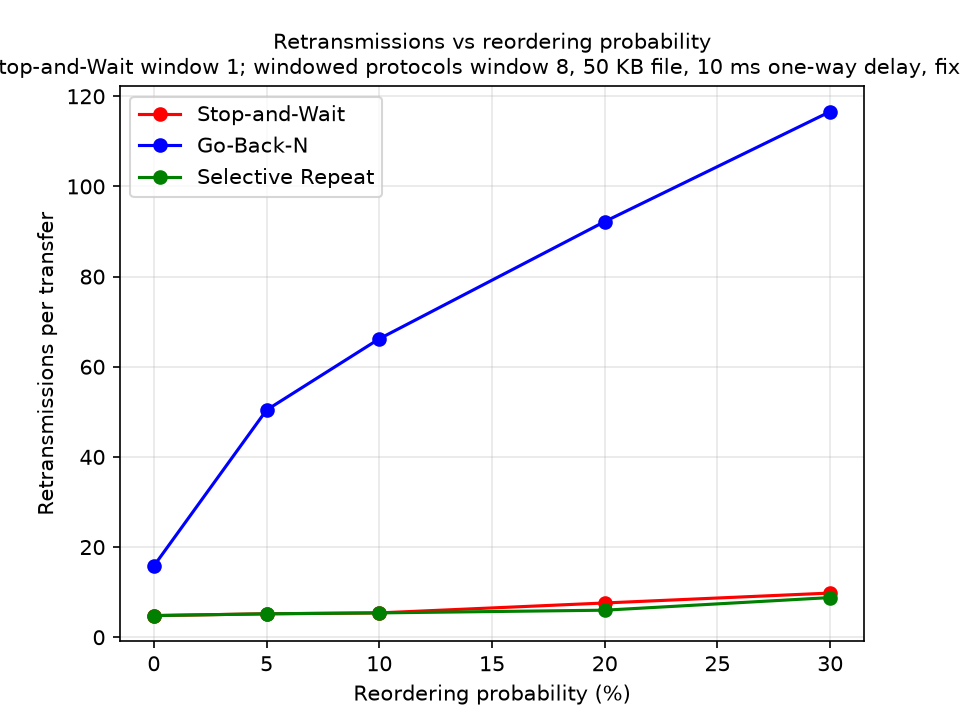 Retransmissions vs reordering probability
top-and-Wait window 1; windowed protocols window 8, 50 KB file, 10 ms one-way delay, fix
Stop-and-Wait
Go-Back-N
Selective Repeat
Retransmissions per transfer
120
100
80
60
40
20
0
0 5 10 15 20 25 30
Reordering probability (%)